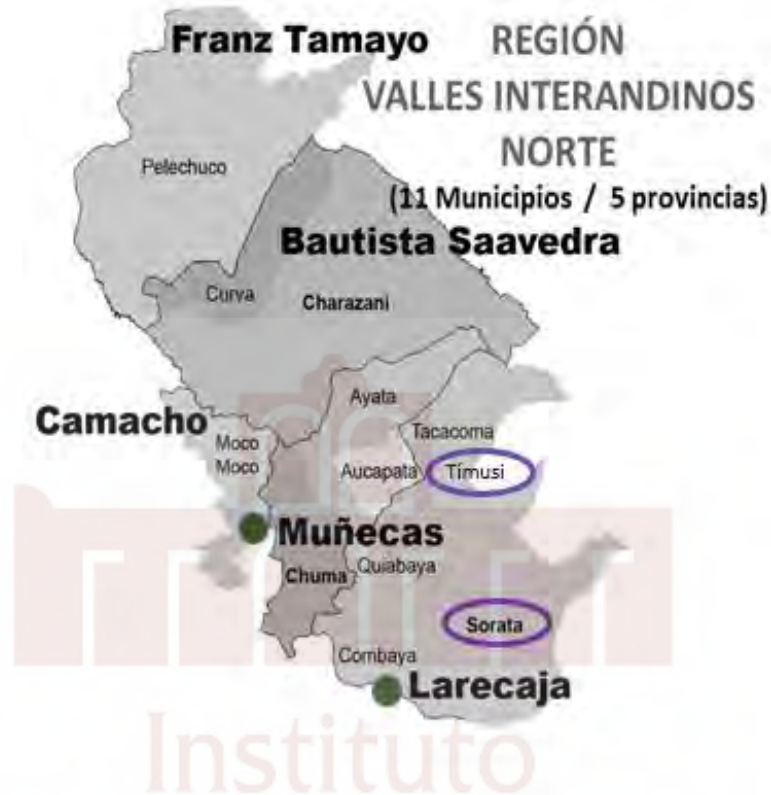 Franz Tamayo
REGIÓN
VALLES INTERANDINOS
NORTE
(11 Municipios / 5 provincias)
Pelechuco
Bautista Saavedra
Curva
Charazani
Ayata
Camacho
Moco
Moco
Tacacoma
Aucapata
Tímusi
Muñecas
Chuma
Quiabaya
Sorata
Combaya
Larecaja
Instituto